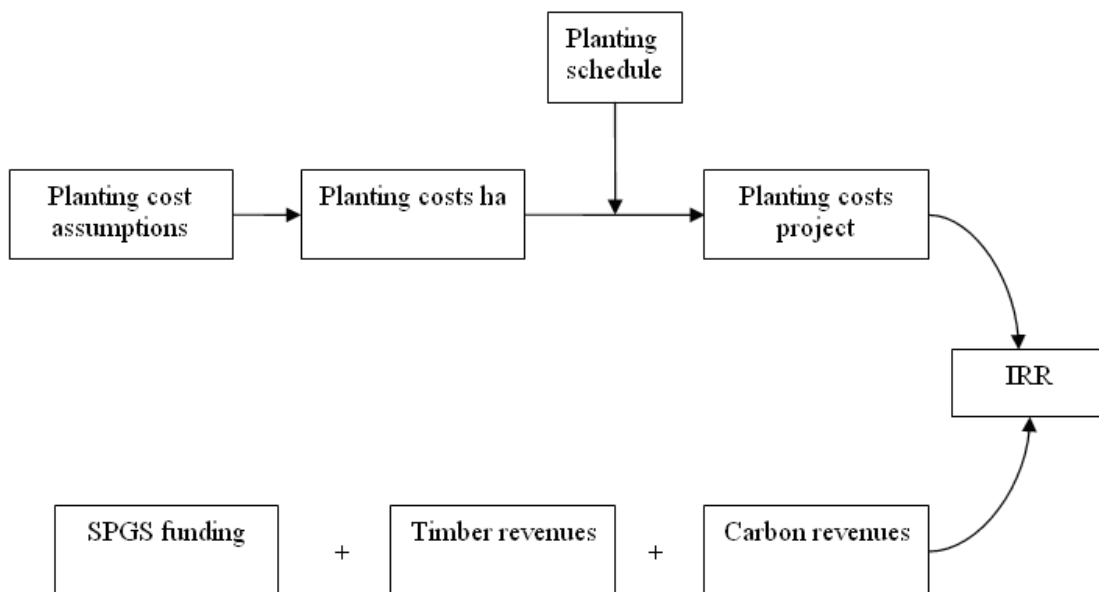 Planting
schedule
Planting cost
assumptions
Planting costs ha
Planting costs
project
IRR
SPGS funding
+
Timber revenues
+
Carbon revenues